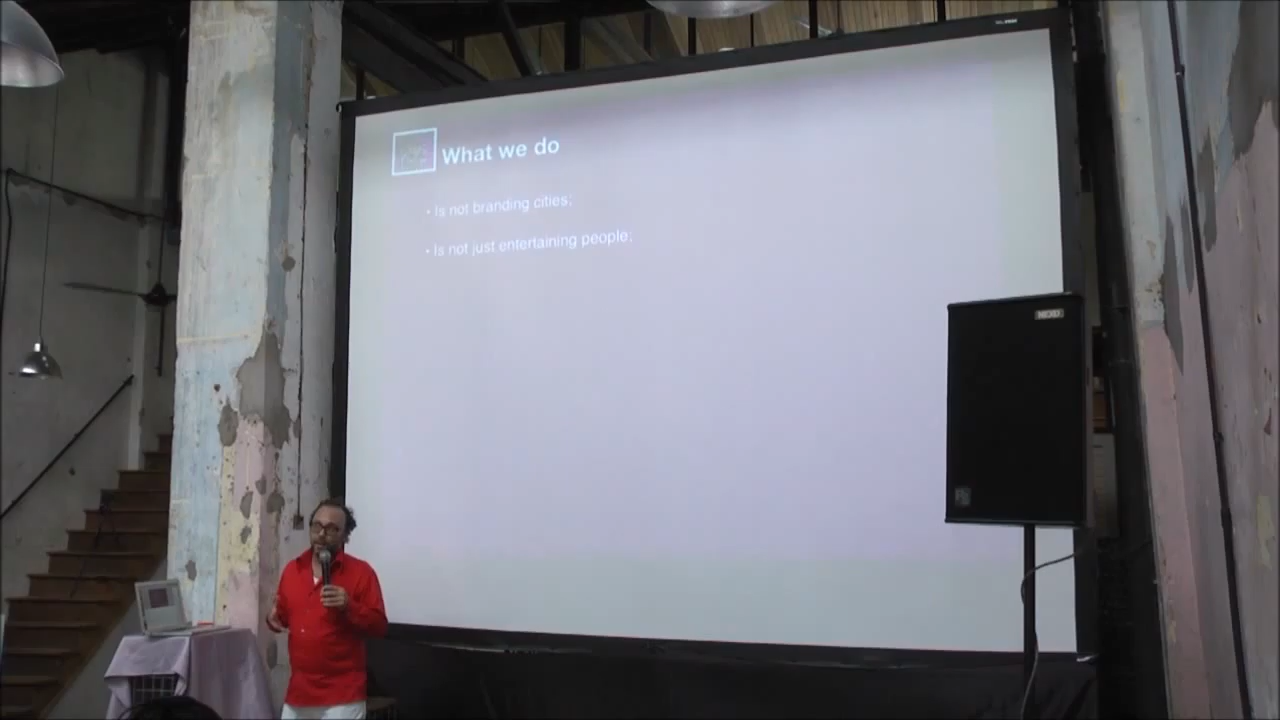 What we do
• Is not branding cities;
• Is not just entertaining people;